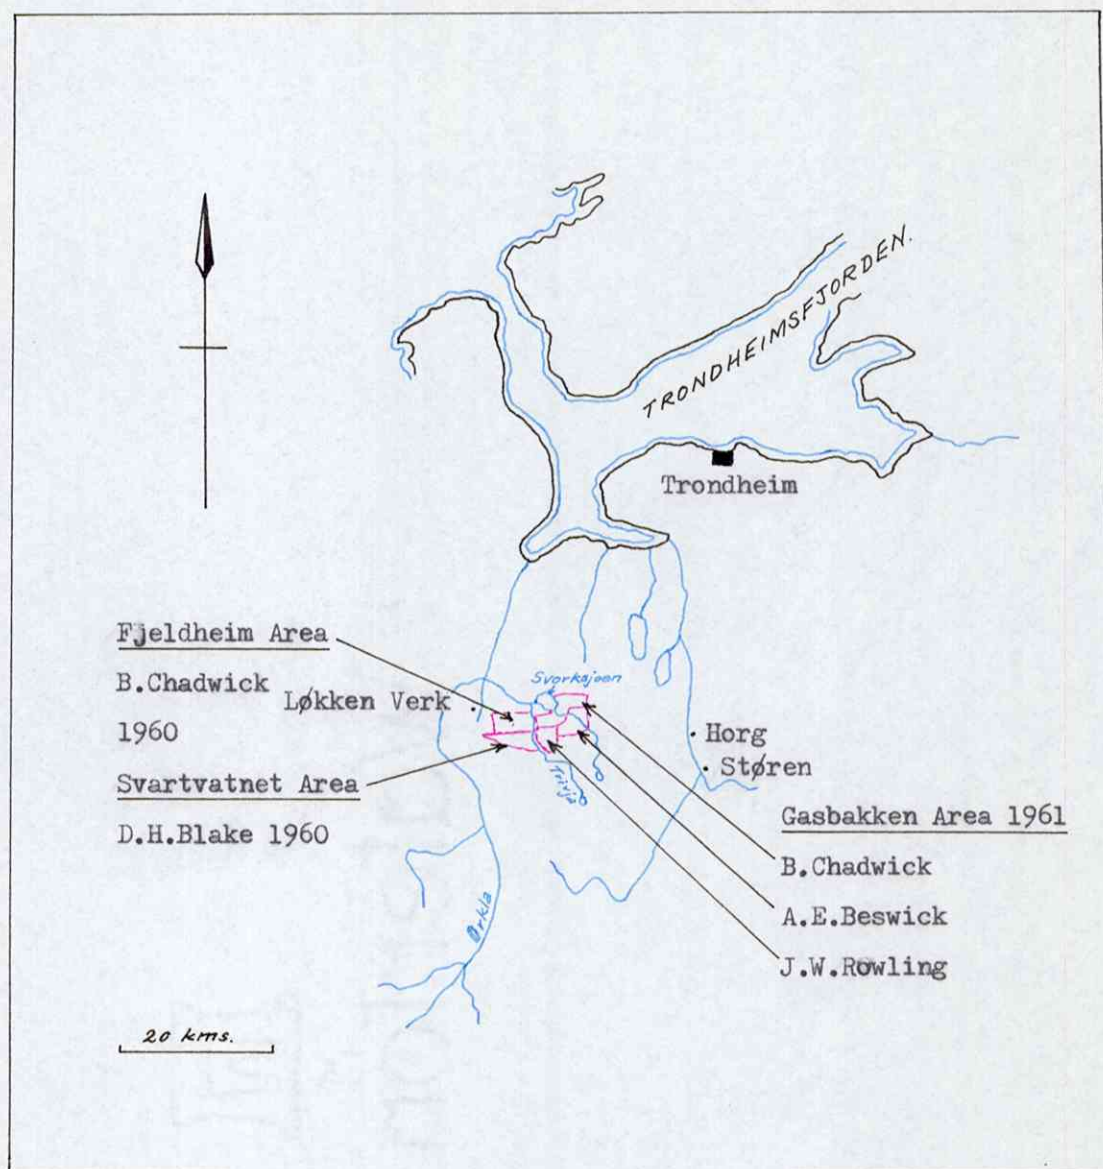 TRONDHEIMSFJORDEN.
Trondheim
Fjeldheim Area
B.Chadwick
1960
Løkken Verk
Svorksjøen
Svartvatnet Area
D.H.Blake 1960
Horg
Støren
Gasbakken Area 1961
B.Chadwick
A.E.Beswick
J.W.Rowling
Orkla
20 kms.